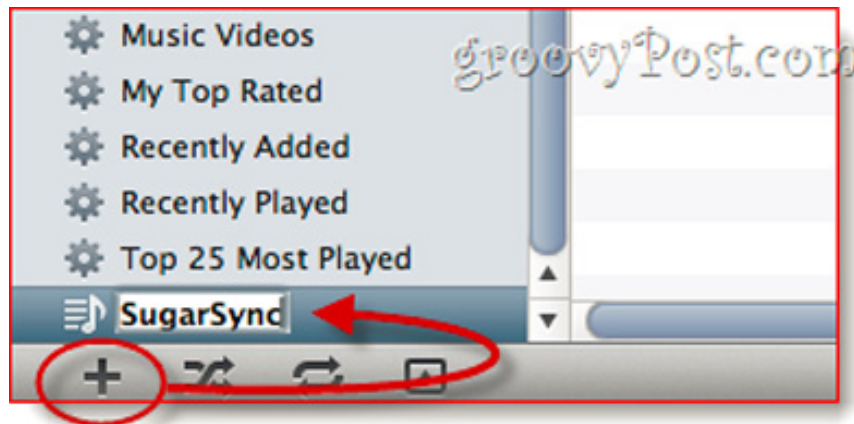 Music Videos
groovyPost.com
My Top Rated
Recently Added
Recently Played
Top 25 Most Played
SugarSync